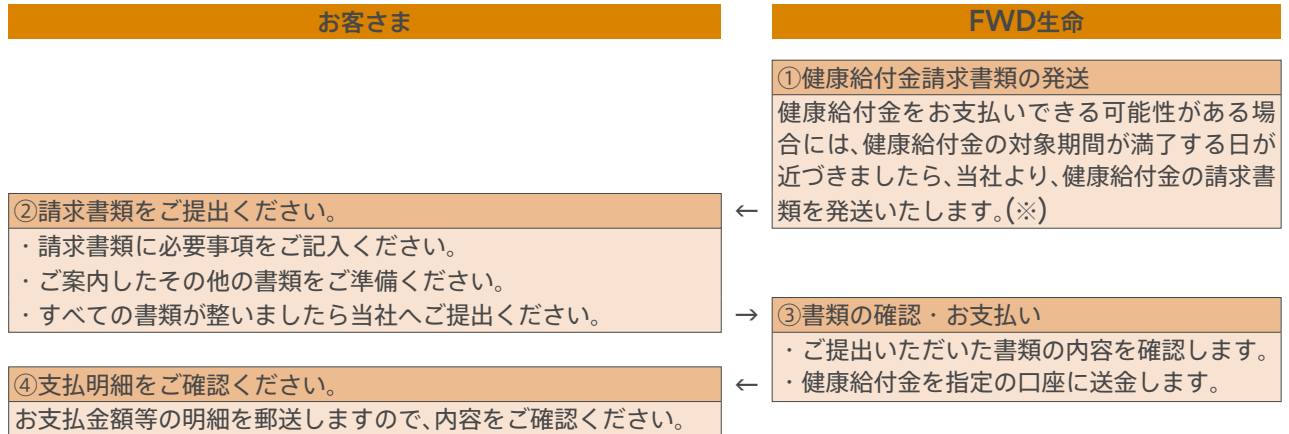 お客さま
FWD生命
①健康給付金請求書類の発送
健康給付金をお支払いできる可能性がある場
合には、健康給付金の対象期間が満了する日が
近づきましたら、当社より、健康給付金の請求書
類を発送いたします。(※)
←
②請求書類をご提出ください。
・請求書類に必要事項をご記入ください。
・ご案内したその他の書類をご準備ください。
・すべての書類が整いましたら当社へご提出ください。
→
③書類の確認・お支払い
・ご提出いただいた書類の内容を確認します。
・健康給付金を指定の口座に送金します。
←
④支払明細をご確認ください。
お支払金額等の明細を郵送しますので、内容をご確認ください。